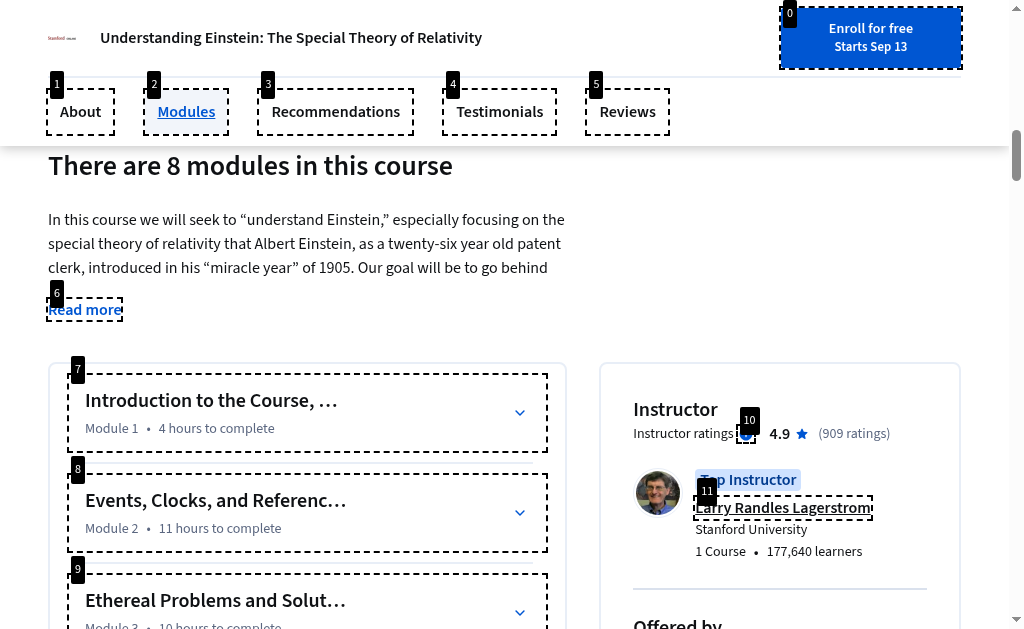 Stanford
Understanding Einstein: The Special Theory of Relativity
0
Enroll for free
Starts Sep 13
1
About
2
Modules
3
Recommendations
4
Testimonials
5
Reviews
There are 8 modules in this course
In this course we will seek to “understand Einstein,” especially focusing on the
special theory of relativity that Albert Einstein, as a twenty-six year old patent
clerk, introduced in his “miracle year” of 1905. Our goal will be to go behind
6
Read more
7
Introduction to the Course, …
Module 1 • 4 hours to complete
8
Events, Clocks, and Referenc…
Module 2 • 11 hours to complete
9
Ethereal Problems and Solut…
Module 3 • 10 hours to complete
Instructor
10
Instructor ratings 4.9 (909 ratings)
Top Instructor
11
Larry Randles Lagerstrom
Stanford University
1 Course • 177,640 learners
Offered by